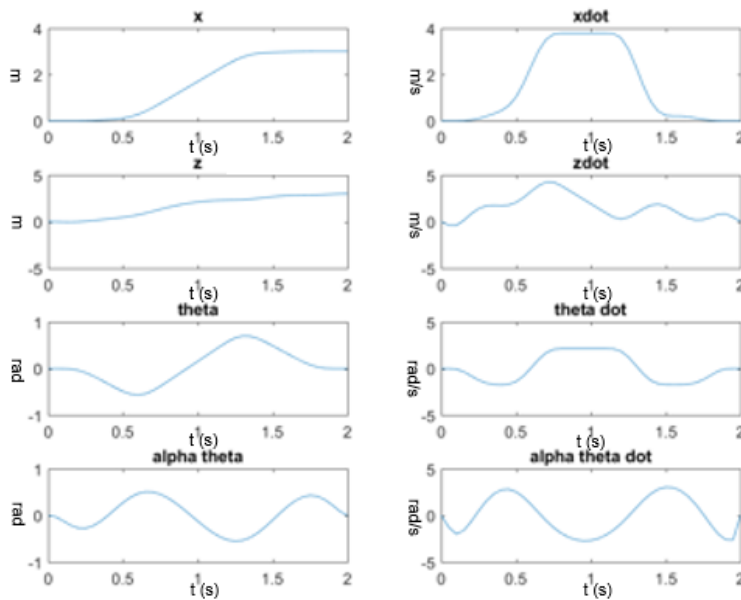 x
4
2
0
m
0 0.5 1 1.5 2
t (s)
xdot
4
2
0
m/s
0 0.5 1 1.5 2
t (s)
z
5
0
-5
m
0 0.5 1 1.5 2
t (s)
zdot
5
0
-5
m/s
0 0.5 1 1.5 2
t (s)
theta
1
0
-1
rad
0 0.5 1 1.5 2
t (s)
theta dot
5
0
-5
rad/s
0 0.5 1 1.5 2
t (s)
alpha theta
1
0
-1
rad
0 0.5 1 1.5 2
t (s)
alpha theta dot
5
0
-5
rad/s
0 0.5 1 1.5 2
t (s)